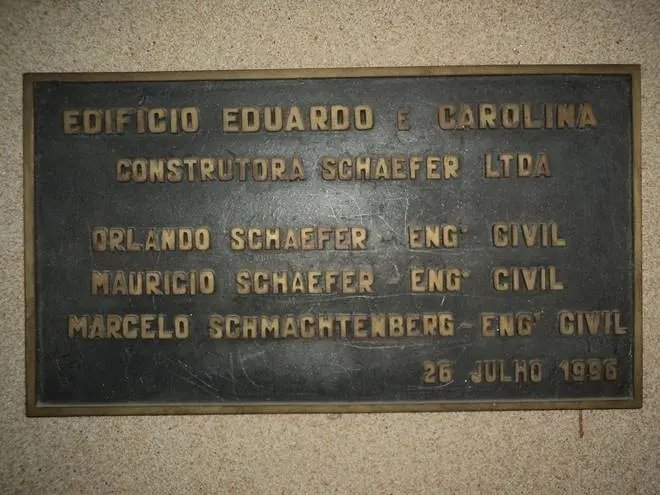 EDIFÍCIO EDUARDO E CAROLINA
CONSTRUTORA SCHAEFER LTDA
ORLANDO SCHAEFER - ENGº CIVIL
MAURICIO SCHAEFER - ENGº CIVIL
MARCELO SCHMACHTENBERG - ENGº CIVIL
26 JULHO 1996